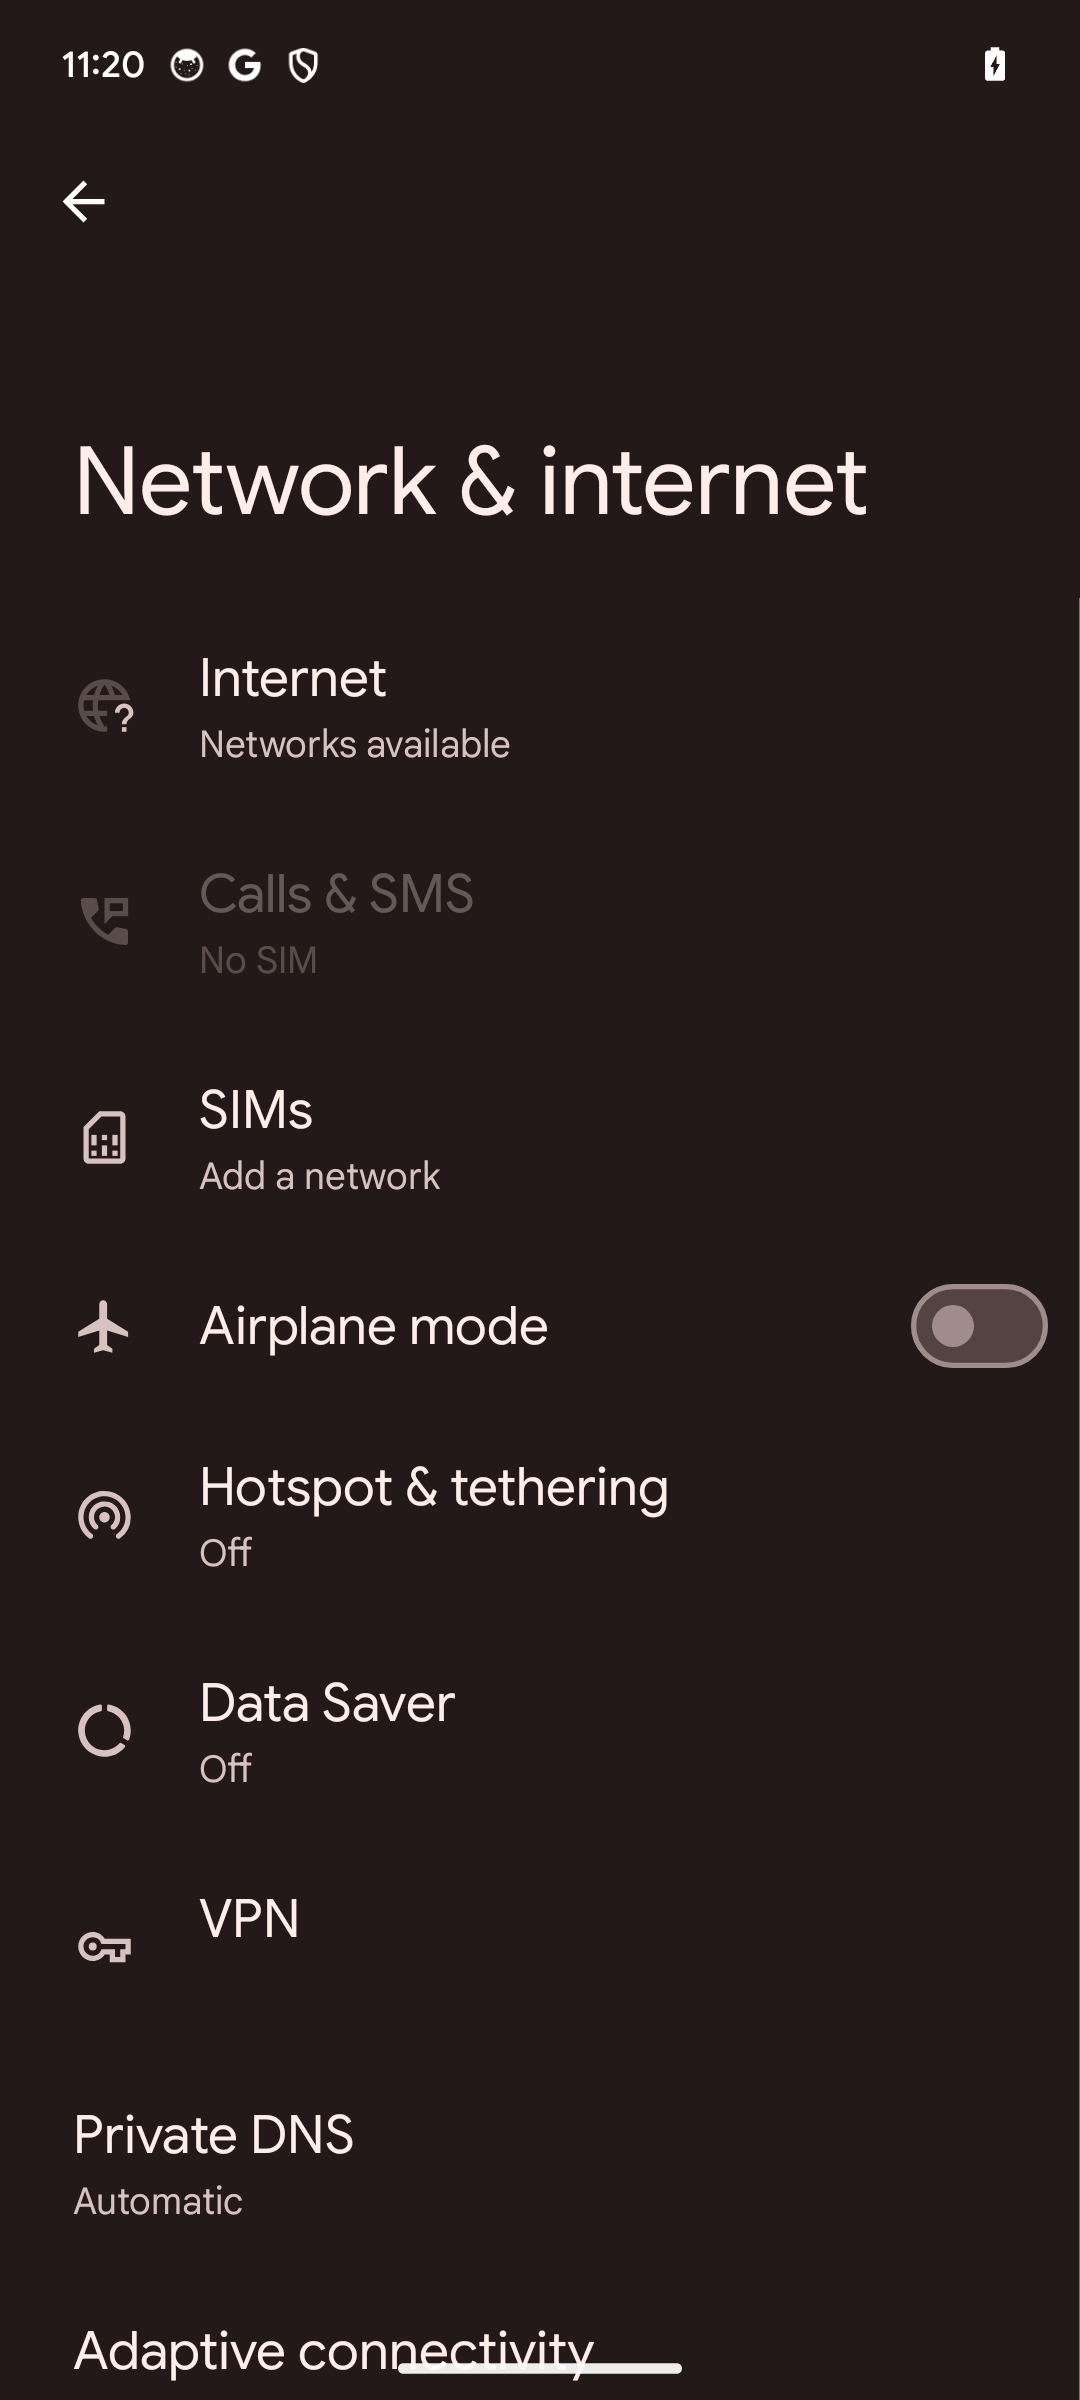 11:20
Network & internet
Internet
Networks available
Calls & SMS
No SIM
SIMs
Add a network
Airplane mode
Hotspot & tethering
Off
Data Saver
Off
VPN
Private DNS
Automatic
Adaptive connectivity